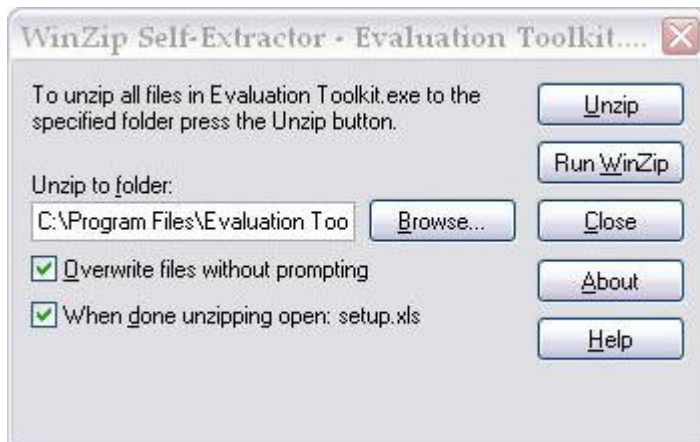 WinZip Self-Extractor - Evaluation Toolkit....
To unzip all files in Evaluation Toolkit.exe to the
specified folder press the Unzip button.
Unzip
Run WinZip
Unzip to folder:
C:\Program Files\Evaluation Too
Browse...
Close
Overwrite files without prompting
About
When done unzipping open: setup.xls
Help